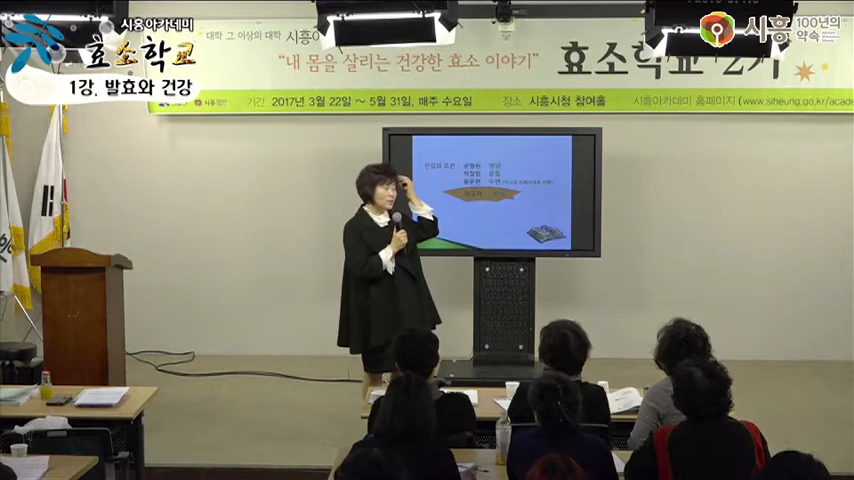 시흥아카데미
효소학교
1강. 발효와 건강
시흥 100년의 약속
대학 그 이상의 대학 시흥아
"내 몸을 살리는 건강한 효소 이야기"
효소학교 2기
기간 2017년 3월 22일 ~ 5월 31일, 매주 수요일 장소 시흥시청 참여홀 시흥아카데미 홈페이지(www.siheung.go.kr/acade
건강의 조건 : 균형된 영양
적절한 운동
충분한 수면